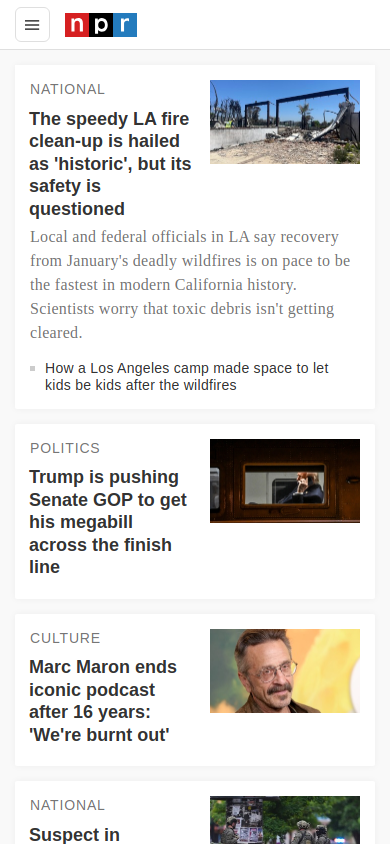 npr
NATIONAL
The speedy LA fire
clean-up is hailed
as 'historic', but its
safety is
questioned
Local and federal officials in LA say recovery
from January's deadly wildfires is on pace to be
the fastest in modern California history.
Scientists worry that toxic debris isn't getting
cleared.
How a Los Angeles camp made space to let
kids be kids after the wildfires
POLITICS
Trump is pushing
Senate GOP to get
his megabill
across the finish
line
CULTURE
Marc Maron ends
iconic podcast
after 16 years:
'We're burnt out'
NATIONAL
Suspect in